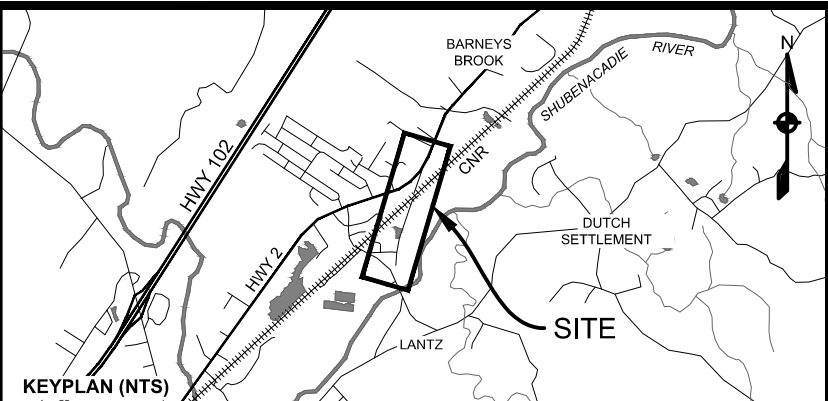 BARNEYS
BROOK
RIVER
SHUBENACADIE
N
HWY 102
CNR
DUTCH
SETTLEMENT
HWY 2
SITE
LANTZ
KEYPLAN (NTS)